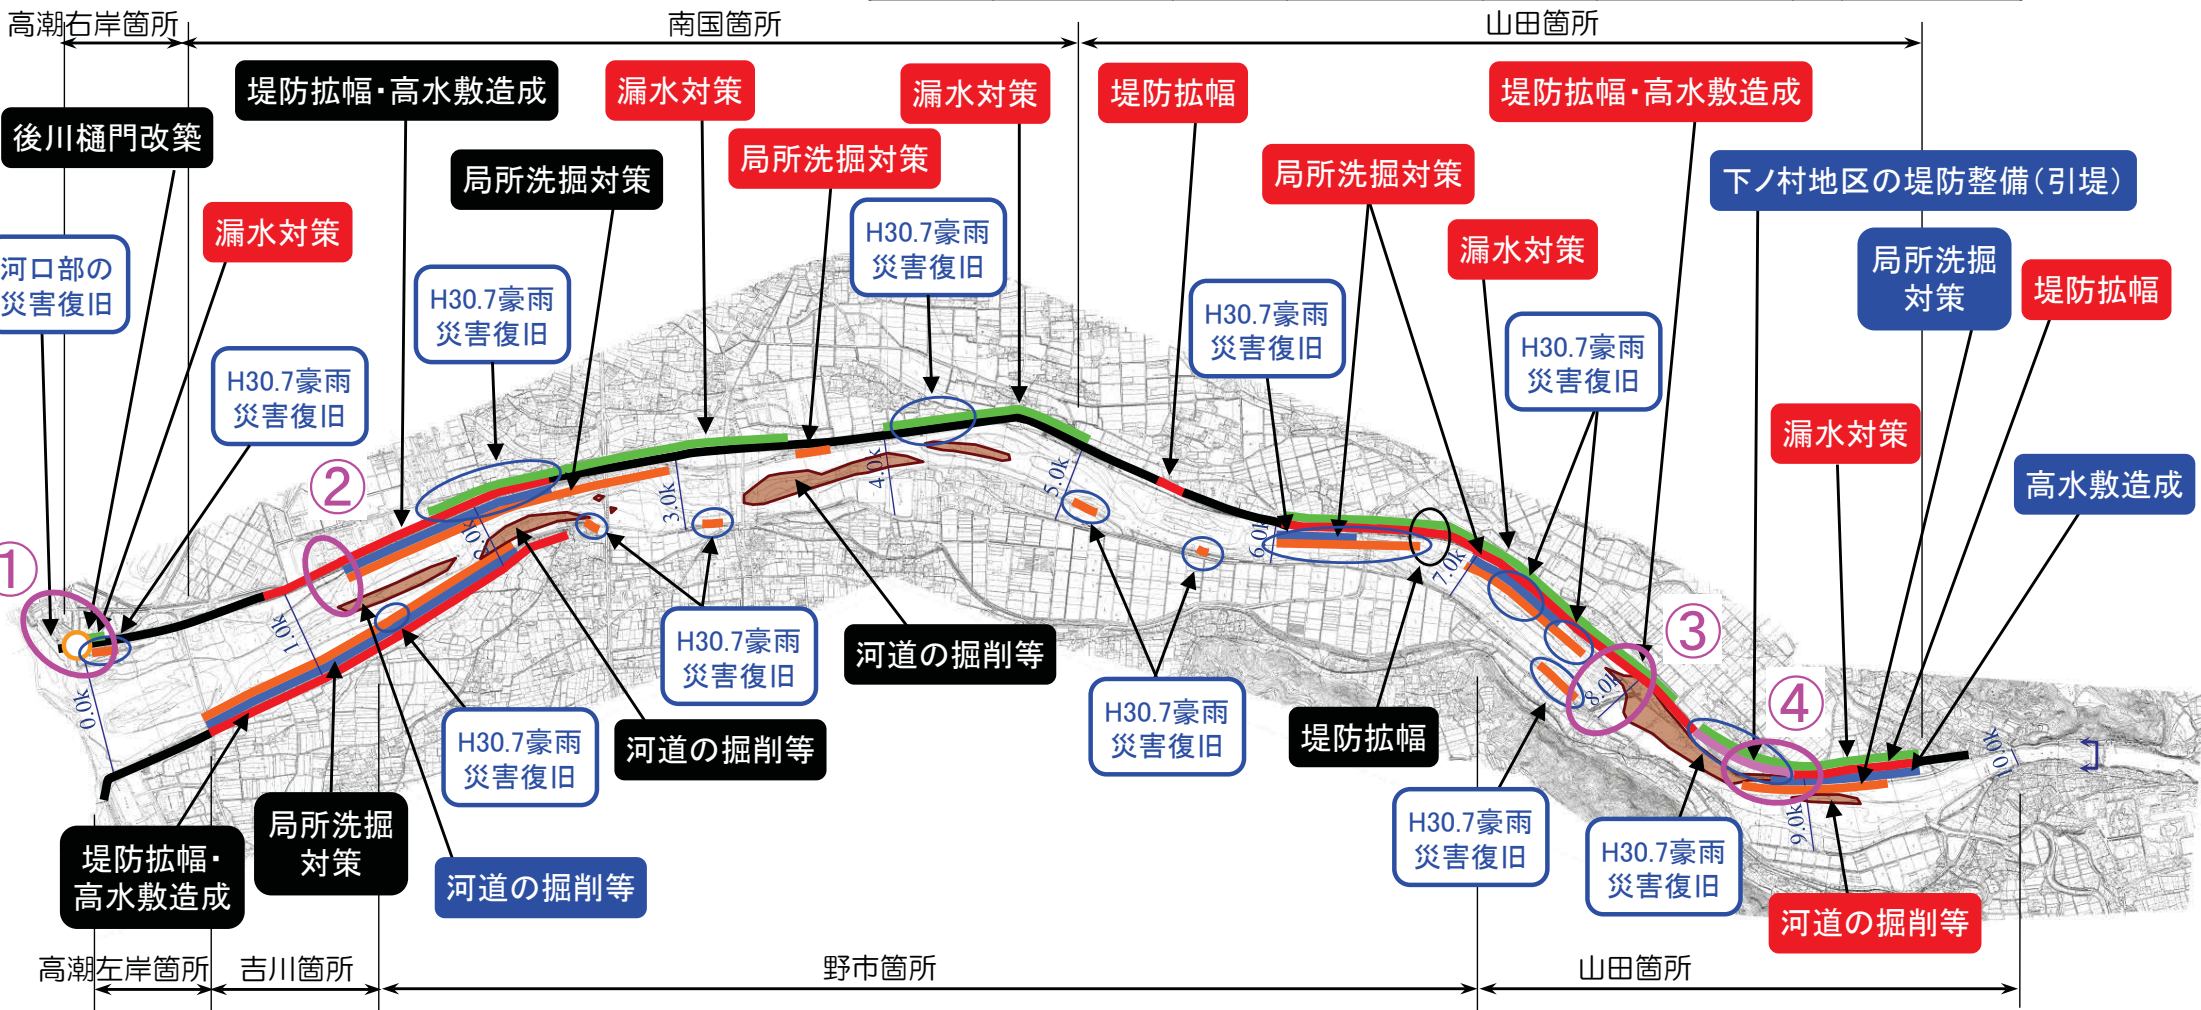 高潮右岸箇所
南国箇所
山田箇所
堤防拡幅・高水敷造成
漏水対策
漏水対策
堤防拡幅
堤防拡幅・高水敷造成
後川樋門改築
局所洗掘対策
局所洗掘対策
局所洗掘対策
下ノ村地区の堤防整備(引堤)
漏水対策
河口部の
災害復旧
H30.7豪雨
災害復旧
漏水対策
局所洗掘
対策
堤防拡幅
H30.7豪雨
災害復旧
H30.7豪雨
災害復旧
H30.7豪雨
災害復旧
H30.7豪雨
災害復旧
漏水対策
高水敷造成
②
①
③
④
0.0k
1.0k
2.0k
3.0k
4.0k
5.0k
6.0k
7.0k
8.0k
9.0k
10.0k
H30.7豪雨
災害復旧
河道の掘削等
H30.7豪雨
災害復旧
堤防拡幅
H30.7豪雨
災害復旧
河道の掘削等
局所洗掘
対策
堤防拡幅・
高水敷造成
河道の掘削等
H30.7豪雨
災害復旧
H30.7豪雨
災害復旧
河道の掘削等
高潮左岸箇所
吉川箇所
野市箇所
山田箇所